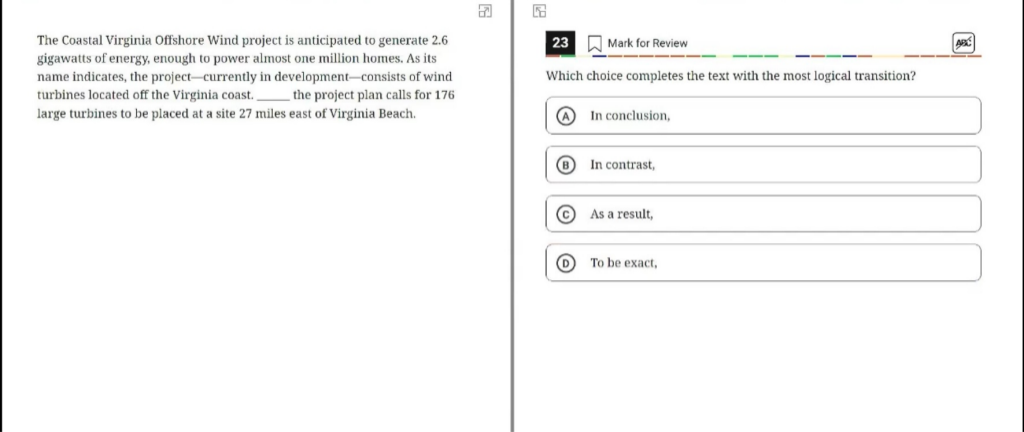 The Coastal Virginia Offshore Wind project is anticipated to generate 2.6
gigawatts of energy, enough to power almost one million homes. As its
name indicates, the project—currently in development—consists of wind
turbines located off the Virginia coast. ______ the project plan calls for 176
large turbines to be placed at a site 27 miles east of Virginia Beach.
23 Mark for Review ABC
Which choice completes the text with the most logical transition?
A In conclusion,
B In contrast,
C As a result,
D To be exact,